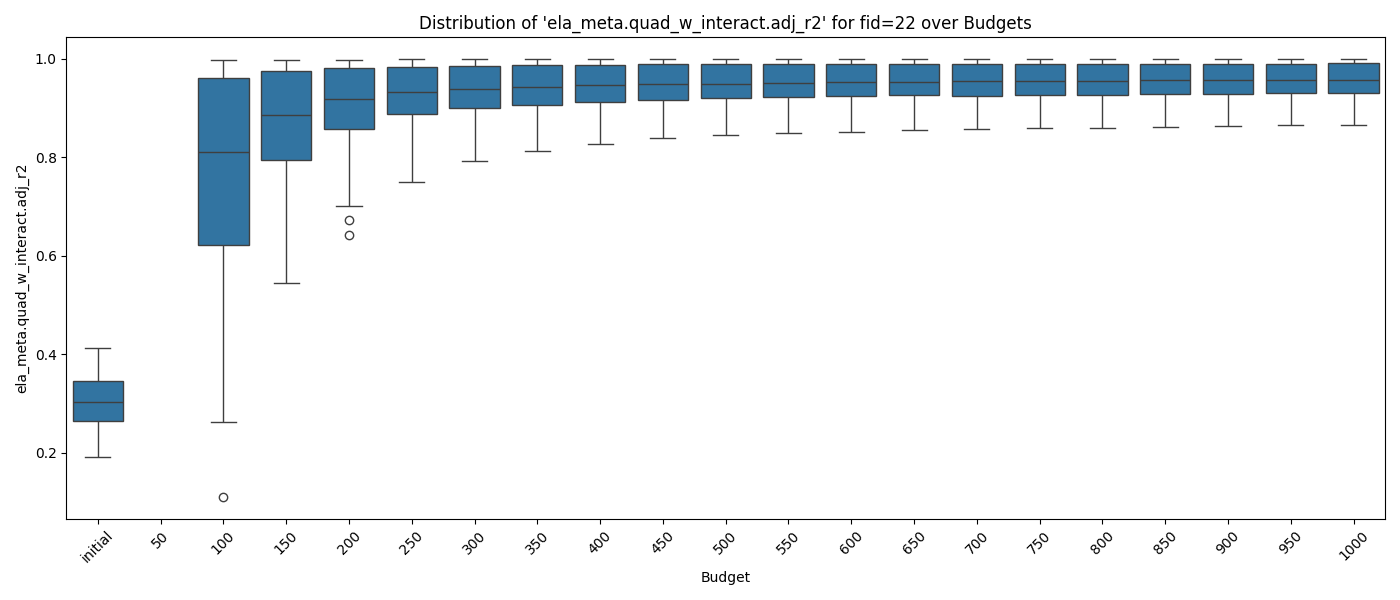 Distribution of 'ela_meta.quad_w_interact.adj_r2' for fid=22 over Budgets
ela_meta.quad_w_interact.adj_r2
1.0
0.8
0.6
0.4
0.2
initial 50 100 150 200 250 300 350 400 450 500 550 600 650 700 750 800 850 900 950 1000
Budget